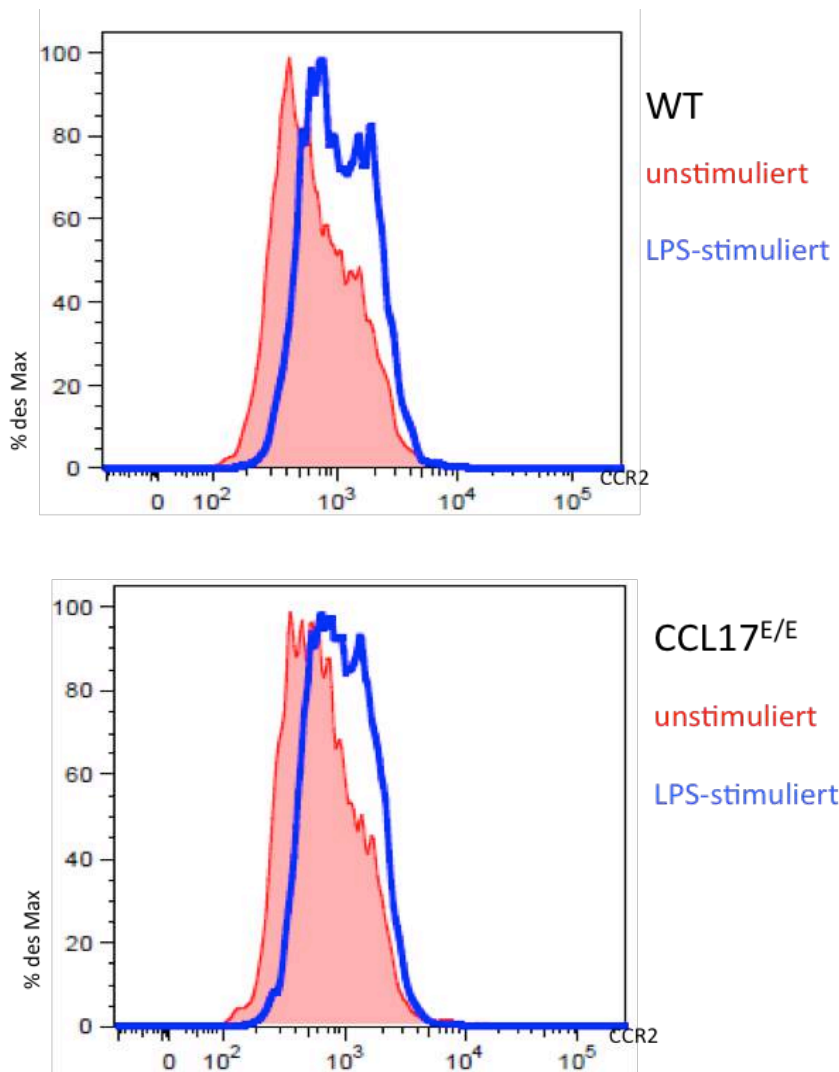 100
80
60
40
20
0
% des Max
0 10² 10³ 10⁴ 10⁵
CCR2
WT
unstimuliert
LPS-stimuliert
100
80
60
40
20
0
% des Max
0 10² 10³ 10⁴ 10⁵
CCR2
CCL17E/E
unstimuliert
LPS-stimuliert